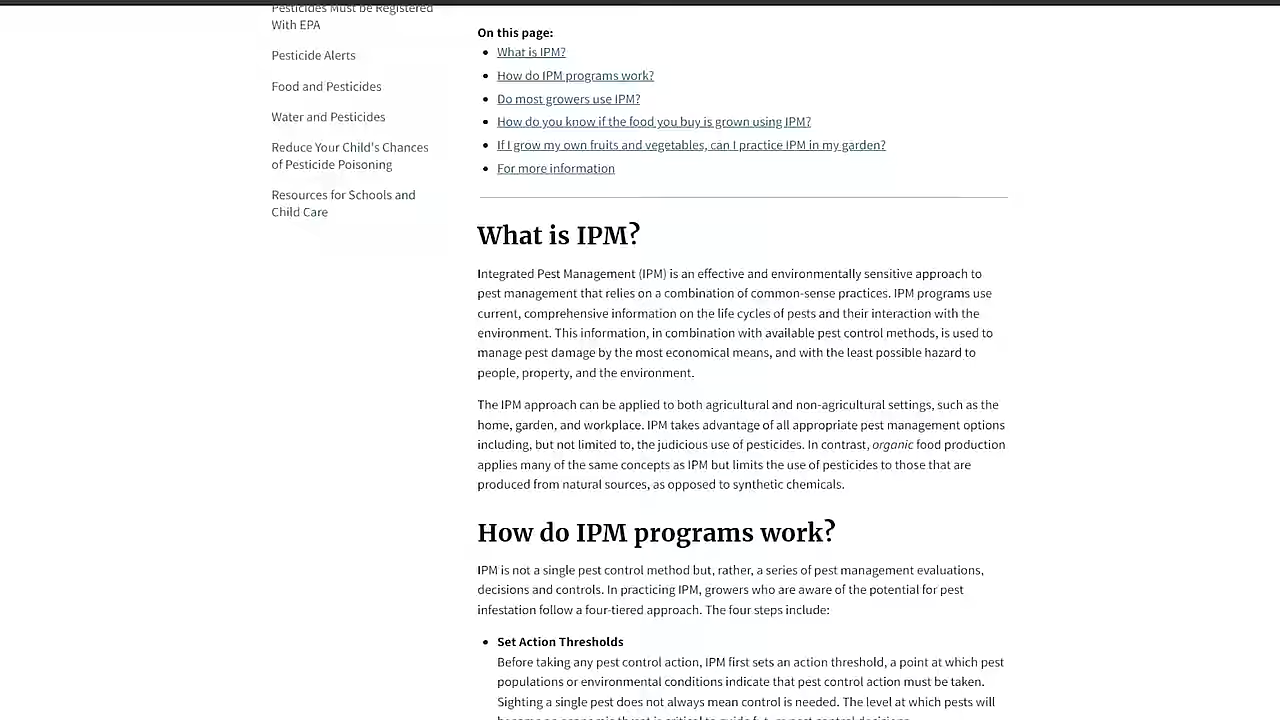 Pesticides Must be Registered
With EPA
Pesticide Alerts
Food and Pesticides
Water and Pesticides
Reduce Your Child's Chances
of Pesticide Poisoning
Resources for Schools and
Child Care
On this page:
What is IPM?
How do IPM programs work?
Do most growers use IPM?
How do you know if the food you buy is grown using IPM?
If I grow my own fruits and vegetables, can I practice IPM in my garden?
For more information
What is IPM?
Integrated Pest Management (IPM) is an effective and environmentally sensitive approach to
pest management that relies on a combination of common-sense practices. IPM programs use
current, comprehensive information on the life cycles of pests and their interaction with the
environment. This information, in combination with available pest control methods, is used to
manage pest damage by the most economical means, and with the least possible hazard to
people, property, and the environment.
The IPM approach can be applied to both agricultural and non-agricultural settings, such as the
home, garden, and workplace. IPM takes advantage of all appropriate pest management options
including, but not limited to, the judicious use of pesticides. In contrast, organic food production
applies many of the same concepts as IPM but limits the use of pesticides to those that are
produced from natural sources, as opposed to synthetic chemicals.
How do IPM programs work?
IPM is not a single pest control method but, rather, a series of pest management evaluations,
decisions and controls. In practicing IPM, growers who are aware of the potential for pest
infestation follow a four-tiered approach. The four steps include:
Set Action Thresholds
Before taking any pest control action, IPM first sets an action threshold, a point at which pest
populations or environmental conditions indicate that pest control action must be taken.
Sighting a single pest does not always mean control is needed. The level at which pests will